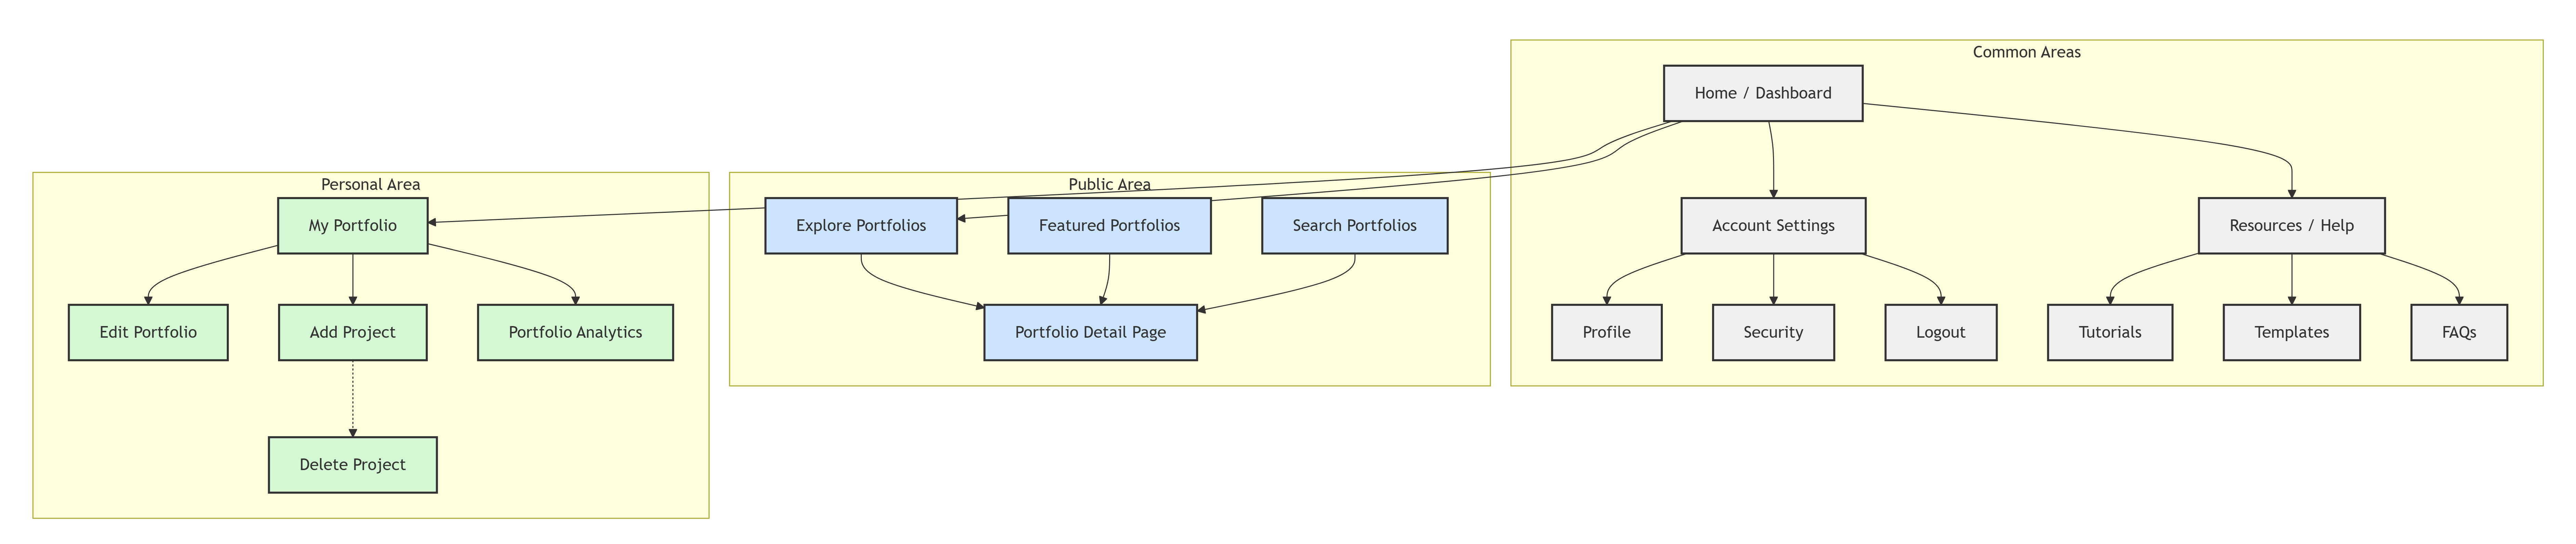 Common Areas
Home / Dashboard
Personal Area
Public Area
My Portfolio
Explore Portfolios
Featured Portfolios
Search Portfolios
Account Settings
Resources / Help
Edit Portfolio
Add Project
Portfolio Analytics
Portfolio Detail Page
Profile
Security
Logout
Tutorials
Templates
FAQs
Delete Project